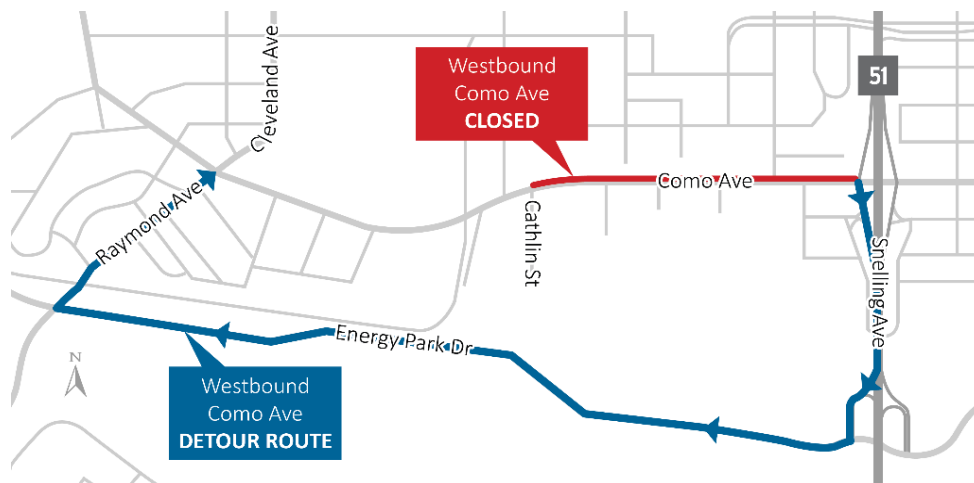 Cleveland Ave
Westbound
Como Ave
CLOSED
51
Raymond Ave
Como Ave
Cathlin St
Snelling Ave
Energy Park Dr
N
Westbound
Como Ave
DETOUR ROUTE